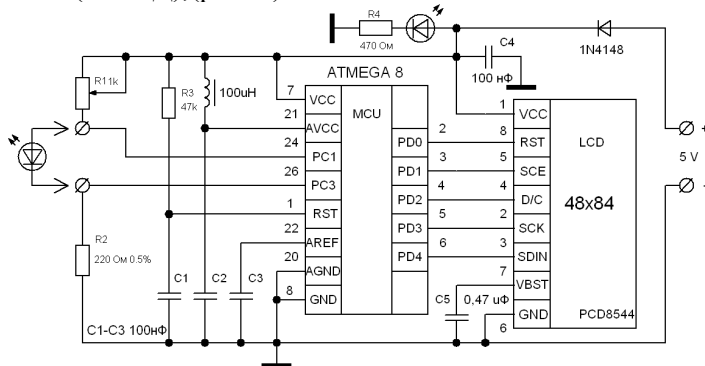 R4
470 Ом
1N4148
C4
100 нФ
ATMEGA 8
R1 1k
R3
47k
100uH
7
VCC
MCU
21
AVCC
24
PC1
26
PC3
1
RST
22
AREF
20
AGND
8
GND
PD0
2
PD1
3
PD2
4
PD3
5
PD4
6
1
VCC
LCD
8
RST
5
SCE
4
D/C
48x84
2
SCK
3
SDIN
7
VBST
GND
6
PCD8544
+
5 V
-
R2
220 Ом 0.5%
C1
C2
C3
C5
0,47 uФ
C1-C3 100нФ